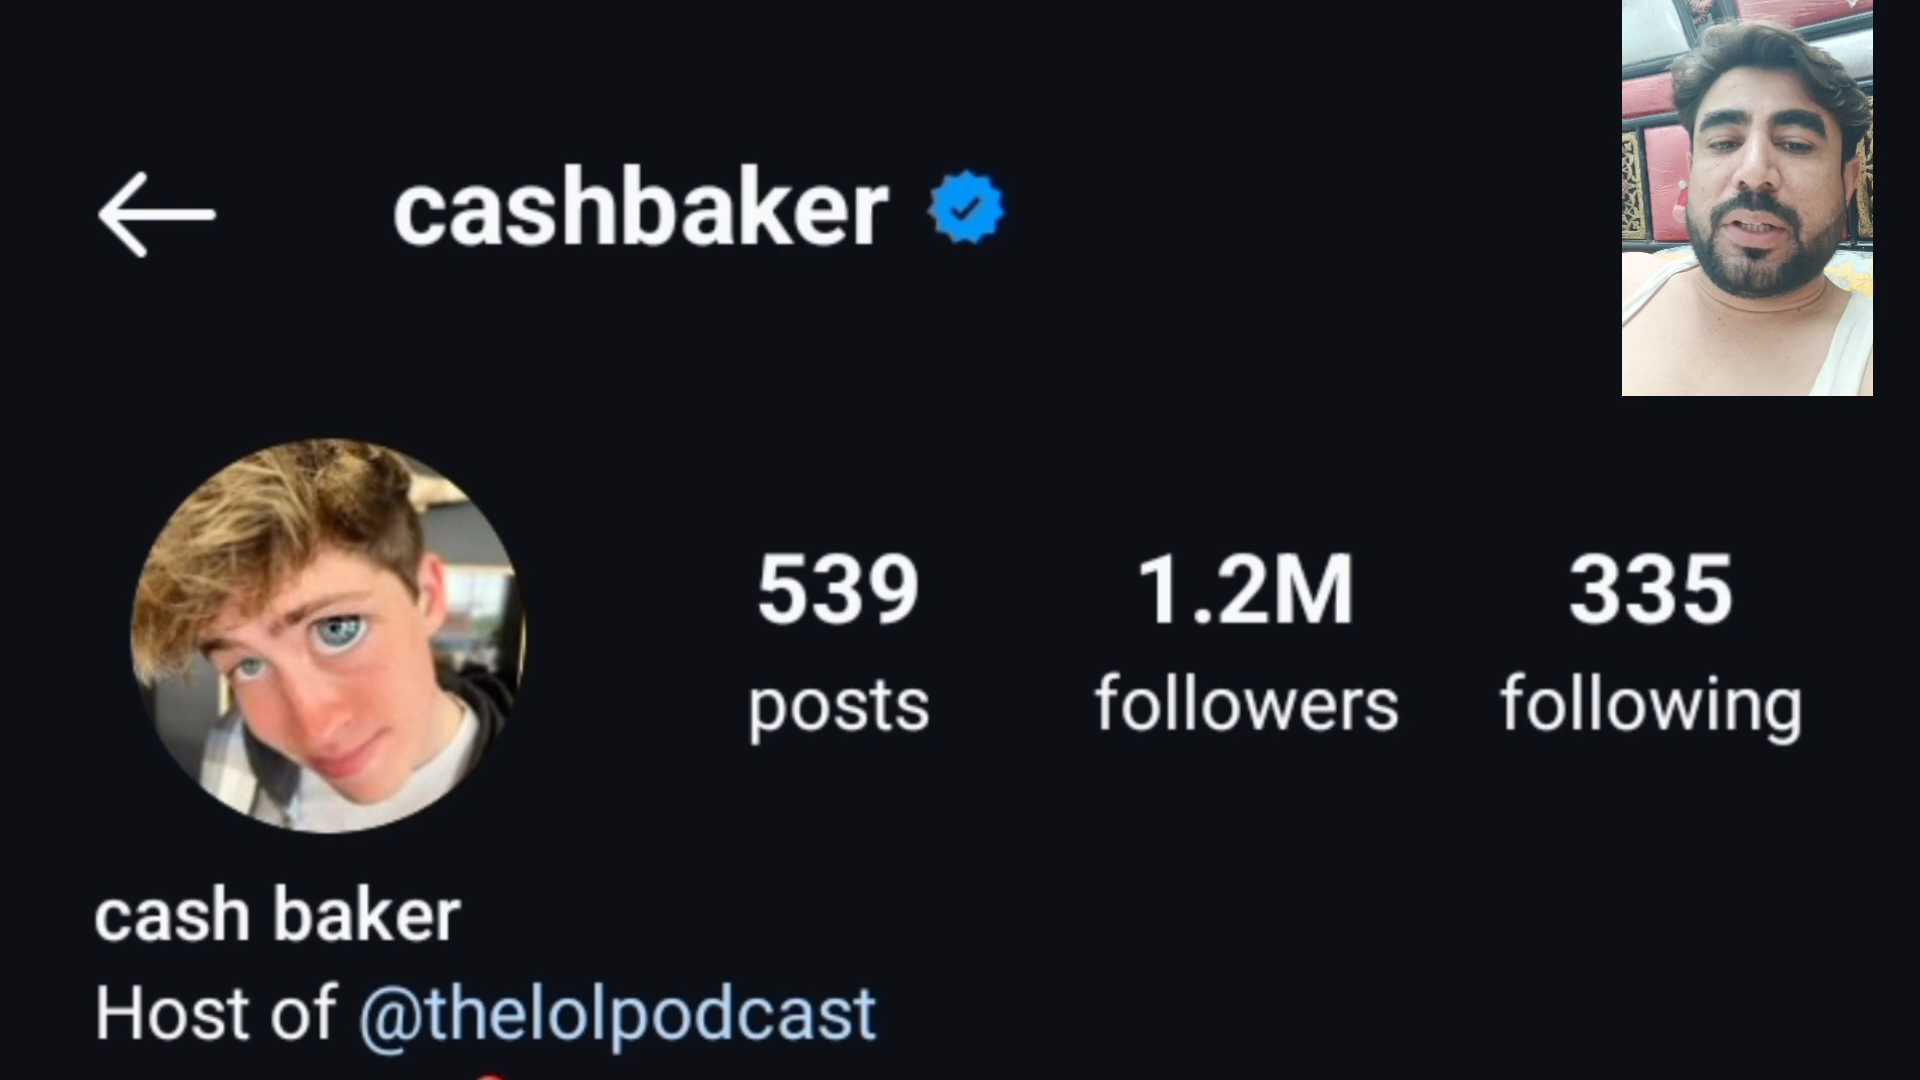 cashbaker
539 1.2M 335
posts followers following
cash baker
Host of @thelolpodcast